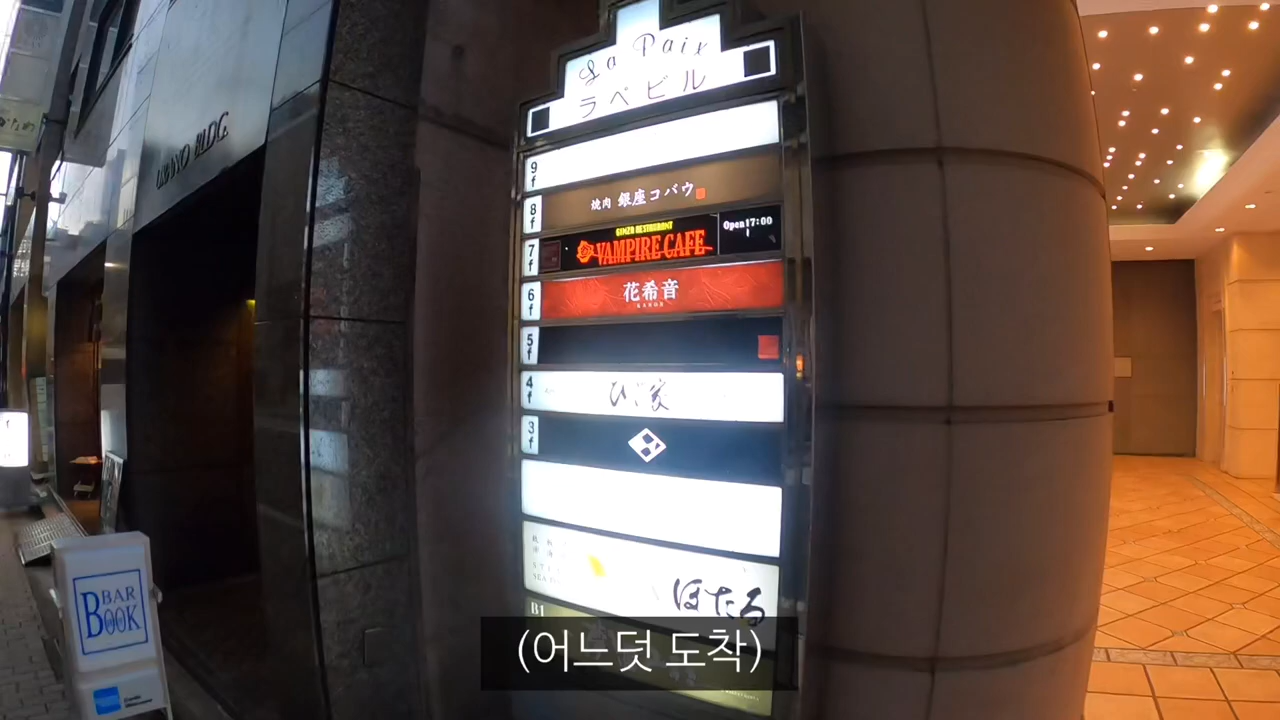 La Paix
ラペビル
9f
8f
焼肉 銀座コバウ
7f
GINZA RESTAURANT
VAMPIRE CAFE
Open17:00
6f
花希音
KANON
5f
4f
ひご家
3f
ほたる
B1
BAR
BOOK
(어느덧 도착)